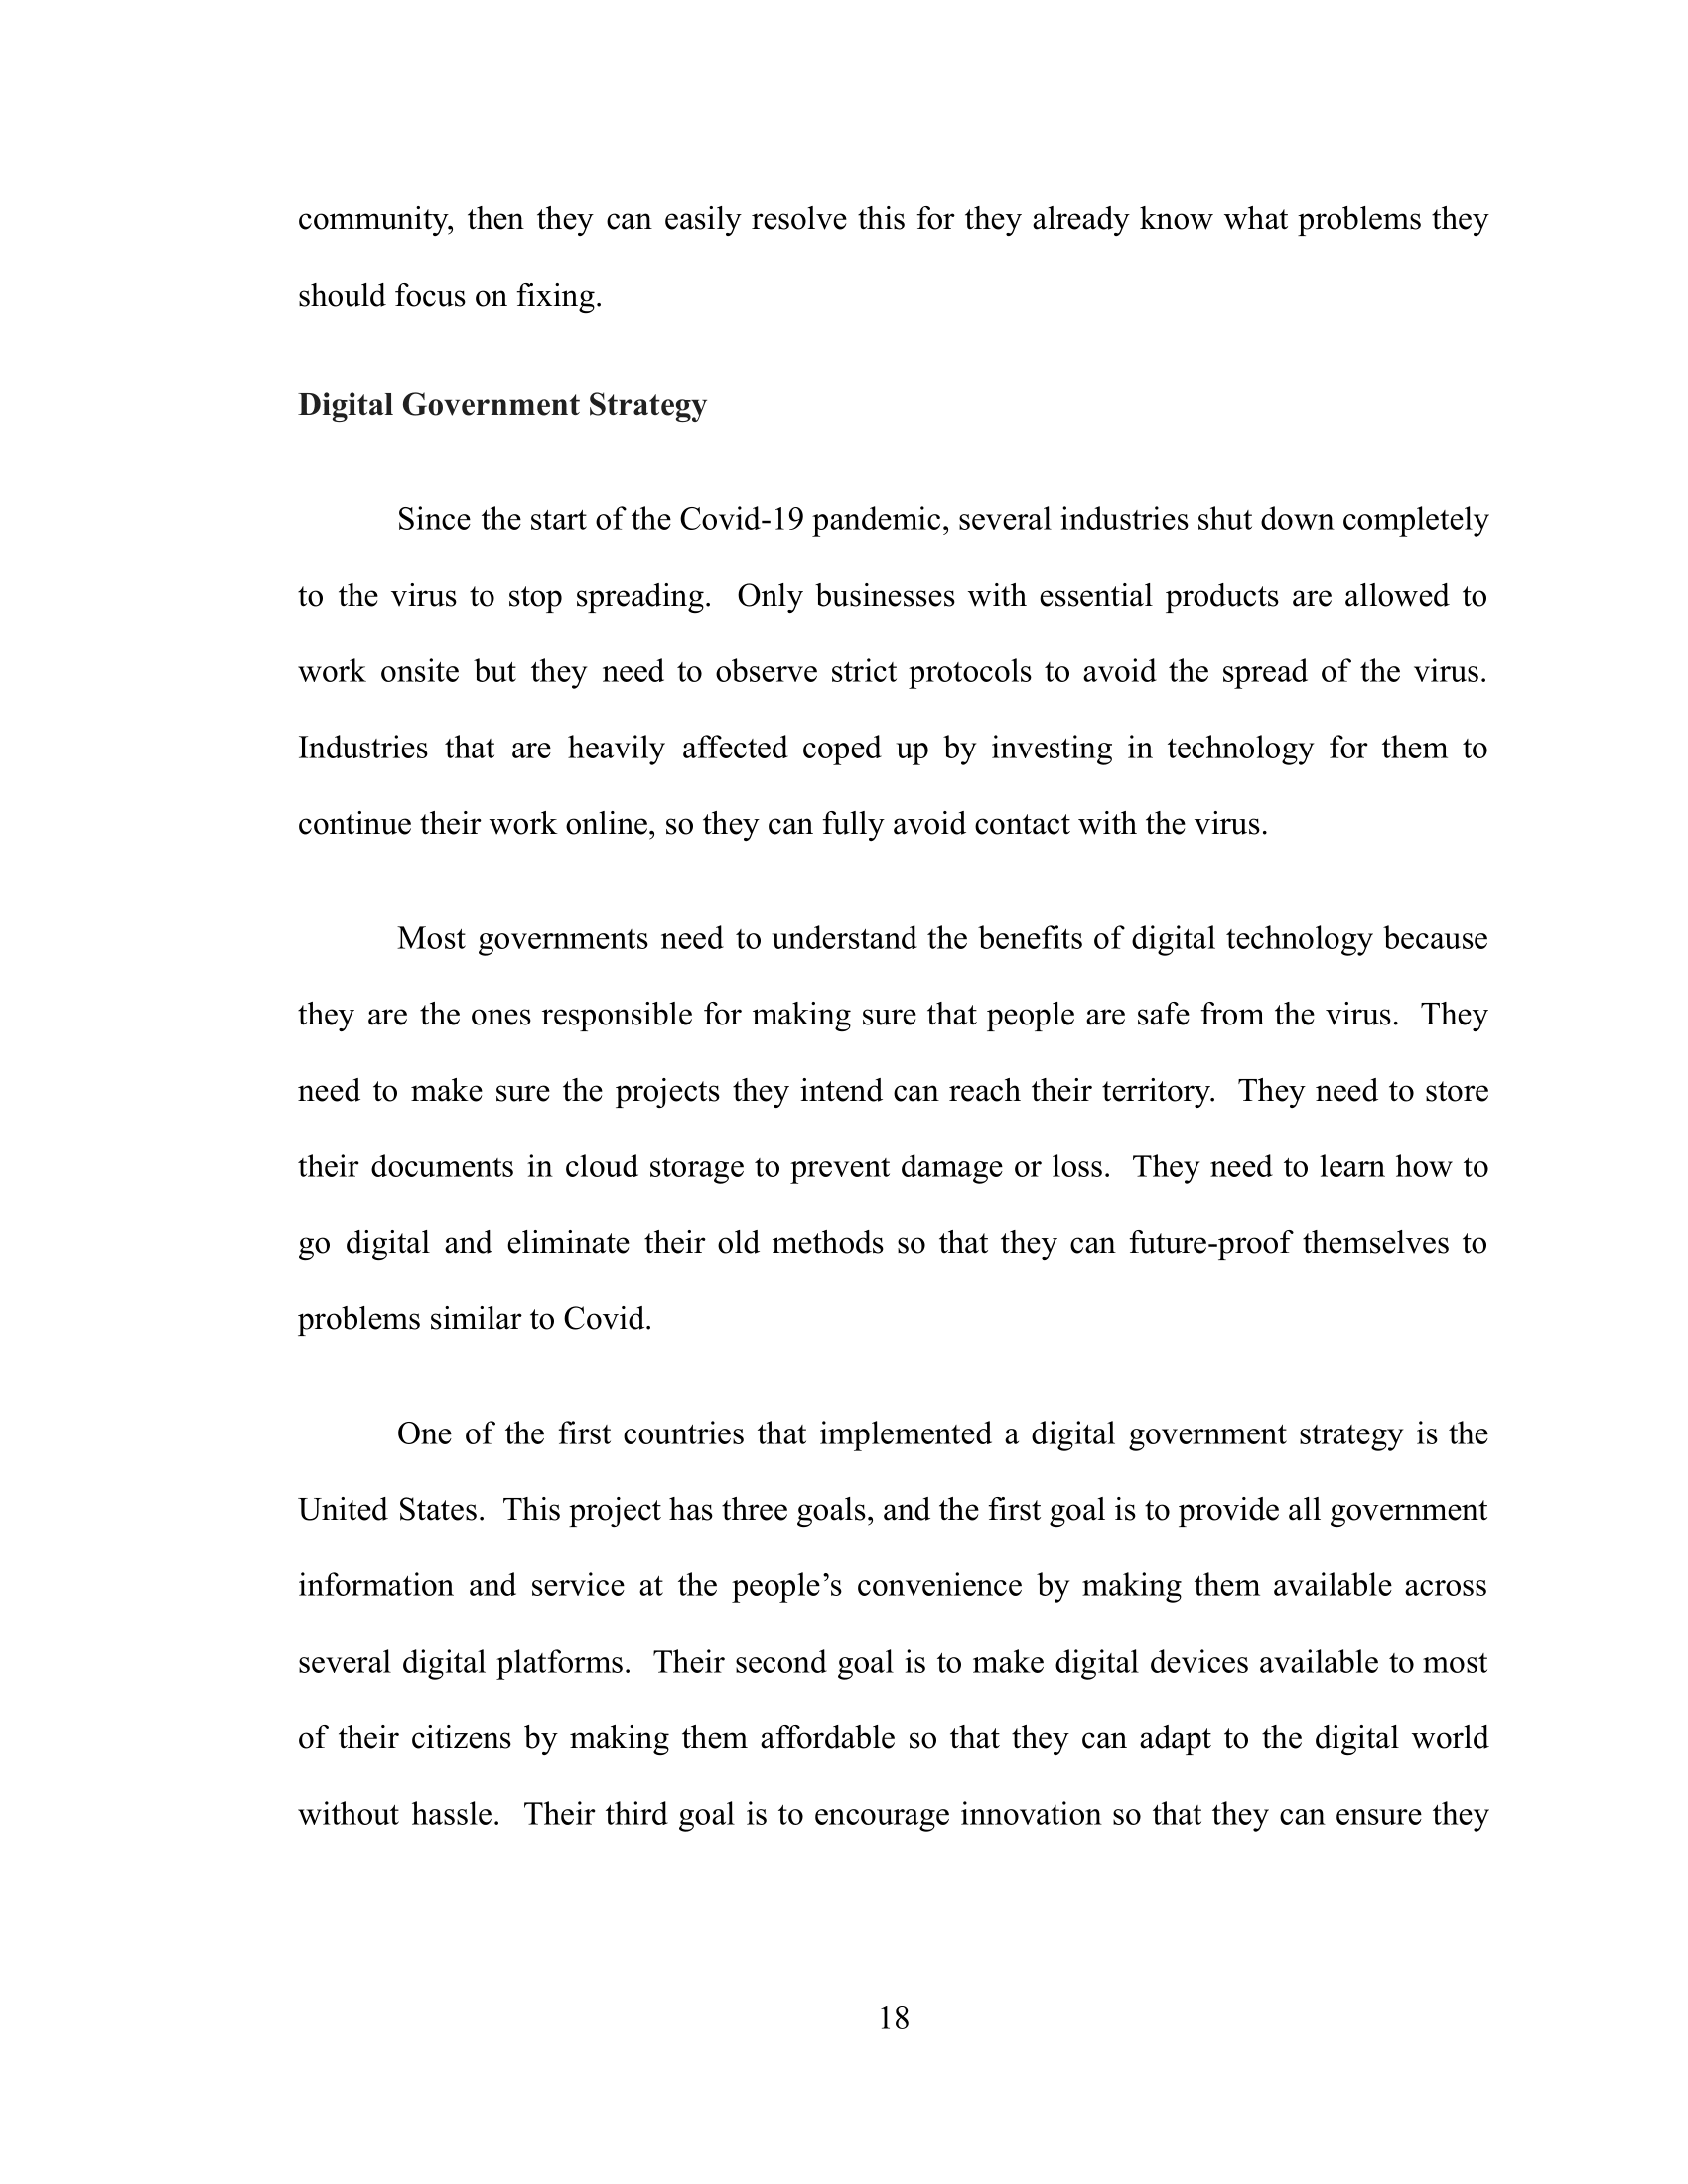 community, then they can easily resolve this for they already know what problems they
should focus on fixing.
Digital Government Strategy
Since the start of the Covid-19 pandemic, several industries shut down completely
to the virus to stop spreading. Only businesses with essential products are allowed to
work onsite but they need to observe strict protocols to avoid the spread of the virus.
Industries that are heavily affected coped up by investing in technology for them to
continue their work online, so they can fully avoid contact with the virus.
Most governments need to understand the benefits of digital technology because
they are the ones responsible for making sure that people are safe from the virus. They
need to make sure the projects they intend can reach their territory. They need to store
their documents in cloud storage to prevent damage or loss. They need to learn how to
go digital and eliminate their old methods so that they can future-proof themselves to
problems similar to Covid.
One of the first countries that implemented a digital government strategy is the
United States. This project has three goals, and the first goal is to provide all government
information and service at the people’s convenience by making them available across
several digital platforms. Their second goal is to make digital devices available to most
of their citizens by making them affordable so that they can adapt to the digital world
without hassle. Their third goal is to encourage innovation so that they can ensure they
18